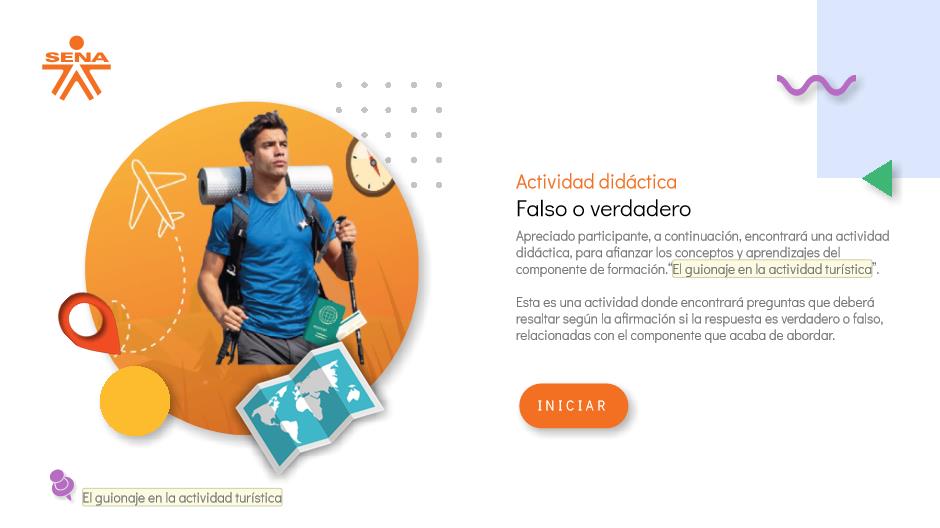 SENA
Actividad didáctica
Falso o verdadero
Apreciado participante, a continuación, encontrará una actividad
didáctica, para afianzar los conceptos y aprendizajes del
componente de formación.“El guionaje en la actividad turística”.
Esta es una actividad donde encontrará preguntas que deberá
resaltar según la afirmación si la respuesta es verdadero o falso,
relacionadas con el componente que acaba de abordar.
INICIAR
El guionaje en la actividad turística